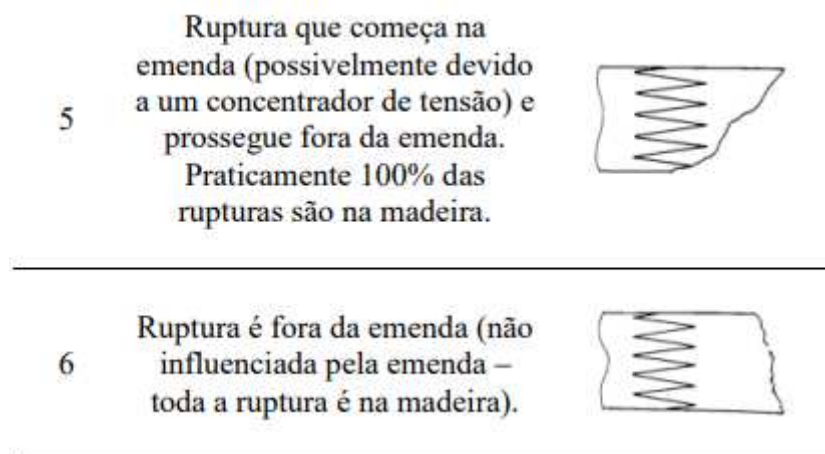 Ruptura que começa na
emenda (possivelmente devido
5 a um concentrador de tensão) e
prossegue fora da emenda.
Praticamente 100% das
rupturas são na madeira.
Ruptura é fora da emenda (não
6 influenciada pela emenda –
toda a ruptura é na madeira).